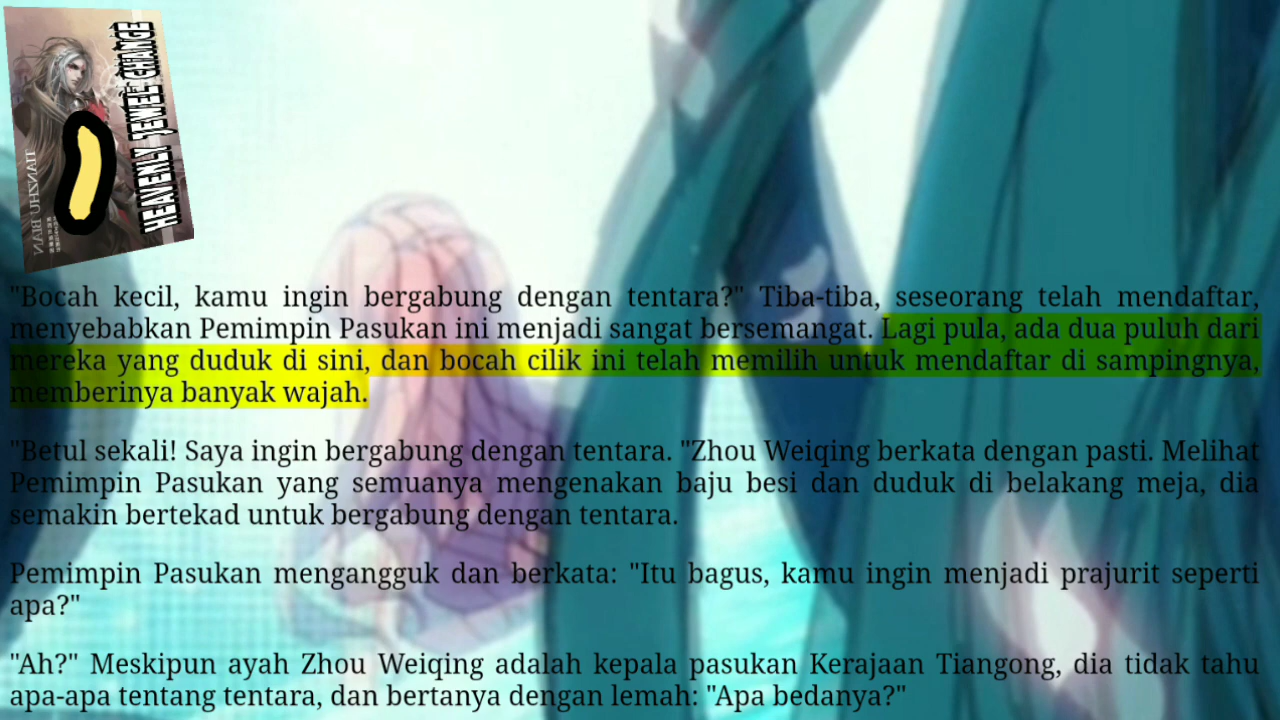 HEAVENLY JEWEL CHANGE
TIANZHU BIAN
"Bocah kecil, kamu ingin bergabung dengan tentara?" Tiba-tiba, seseorang telah mendaftar,
menyebabkan Pemimpin Pasukan ini menjadi sangat bersemangat. Lagi pula, ada dua puluh dari
mereka yang duduk di sini, dan bocah cilik ini telah memilih untuk mendaftar di sampingnya,
memberinya banyak wajah.
"Betul sekali! Saya ingin bergabung dengan tentara. "Zhou Weiqing berkata dengan pasti. Melihat
Pemimpin Pasukan yang semuanya mengenakan baju besi dan duduk di belakang meja, dia
semakin bertekad untuk bergabung dengan tentara.
Pemimpin Pasukan mengangguk dan berkata: "Itu bagus, kamu ingin menjadi prajurit seperti
apa?"
"Ah?" Meskipun ayah Zhou Weiqing adalah kepala pasukan Kerajaan Tiangong, dia tidak tahu
apa-apa tentang tentara, dan bertanya dengan lemah: "Apa bedanya?"